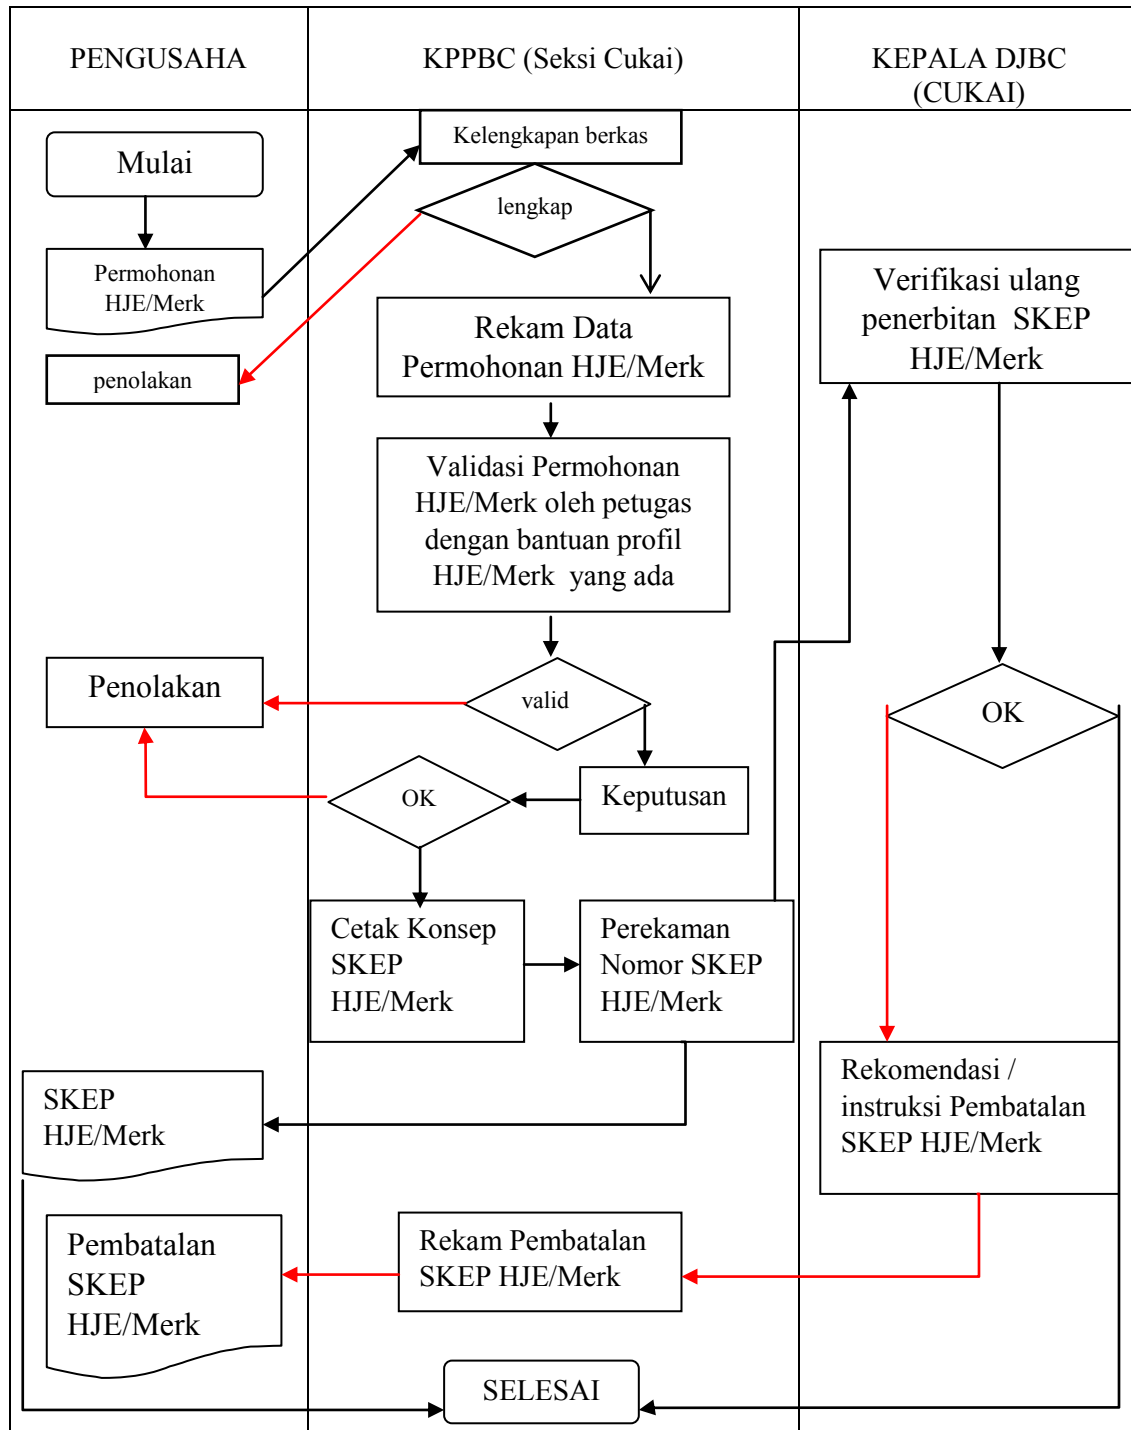 PENGUSAHA
KPPBC (Seksi Cukai)
KEPALA DJBC
(CUKAI)
Mulai
Kelengkapan berkas
lengkap
Permohonan
HJE/Merk
penolakan
Rekam Data
Permohonan HJE/Merk
Verifikasi ulang
penerbitan SKEP
HJE/Merk
Validasi Permohonan
HJE/Merk oleh petugas
dengan bantuan profil
HJE/Merk yang ada
Penolakan
valid
OK
Keputusan
OK
Cetak Konsep
SKEP
HJE/Merk
Perekaman
Nomor SKEP
HJE/Merk
Rekomendasi /
instruksi Pembatalan
SKEP HJE/Merk
SKEP
HJE/Merk
Pembatalan
SKEP
HJE/Merk
Rekam Pembatalan
SKEP HJE/Merk
SELESAI